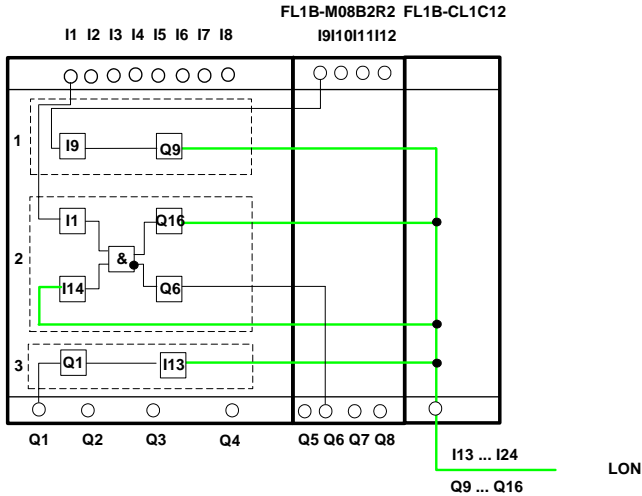 FL1B-M08B2R2 FL1B-CL1C12
I1 I2 I3 I4 I5 I6 I7 I8
I9I10I11I12
1
I9
Q9
I1
Q16
2
&
I14
Q6
3
Q1
I13
Q1 Q2 Q3 Q4 Q5 Q6 Q7 Q8
I13 ... I24
LON
Q9 ... Q16